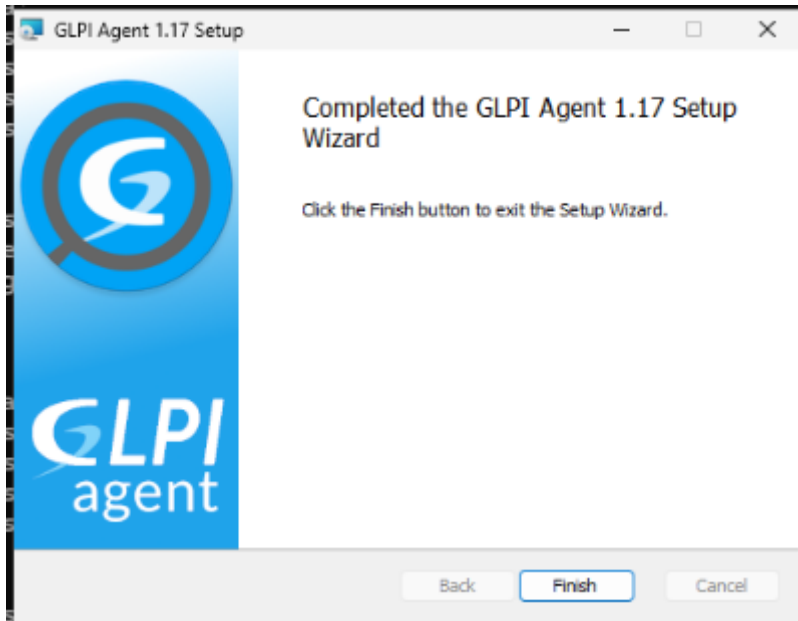 GLPI Agent 1.17 Setup
Completed the GLPI Agent 1.17 Setup
Wizard
Click the Finish button to exit the Setup Wizard.
GLPI
agent
Back
Finish
Cancel